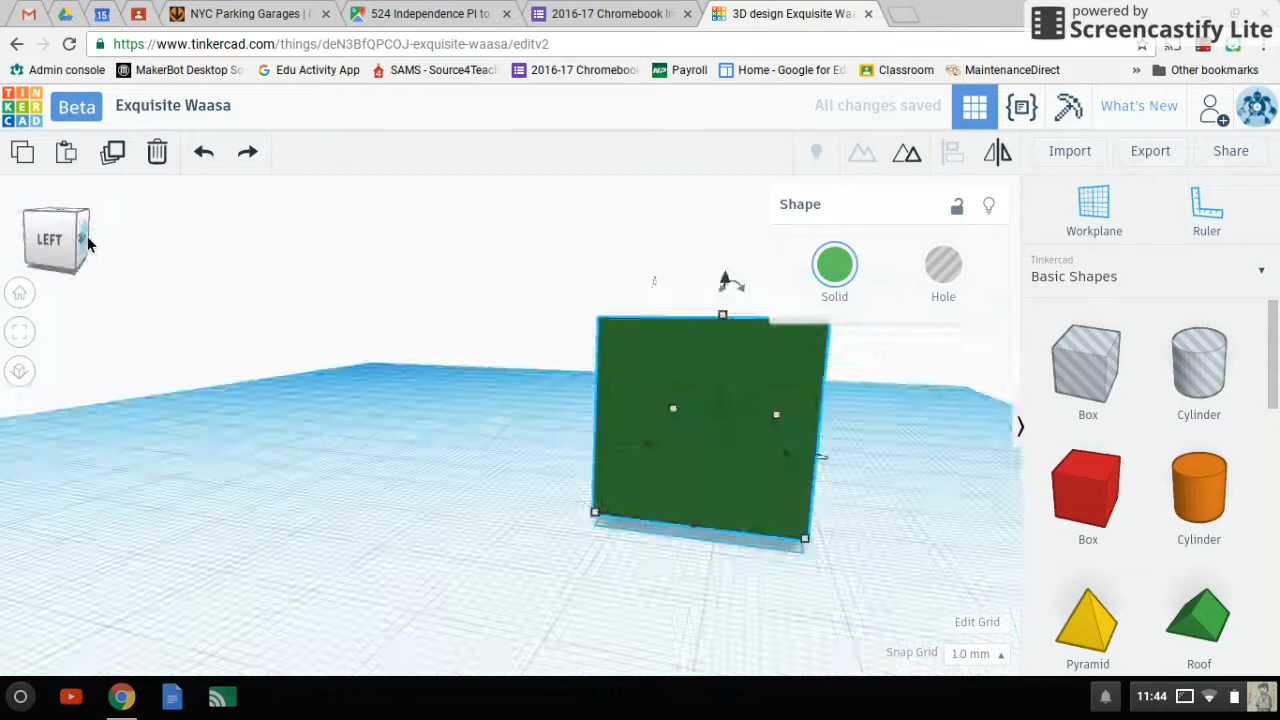 NYC Parking Garages | (
524 Independence Pl to
2016-17 Chromebook In
3D design Exquisite Waa
powered by
Screencastify Lite
https://www.tinkercad.com/things/deN3BfQPCOJ-exquisite-waasa/editv2
Admin console
MakerBot Desktop So
Edu Activity App
SAMS - Source4Teach
2016-17 Chromebook
Payroll
Home - Google for Ed
Classroom
MaintenanceDirect
Other bookmarks
TIN
KER
CAD
Beta
Exquisite Waasa
All changes saved
What's New
Import
Export
Share
LEFT
Shape
Solid
Hole
Workplane
Ruler
Tinkercad
Basic Shapes
Box
Cylinder
Box
Cylinder
Pyramid
Roof
Edit Grid
Snap Grid
1.0 mm
11:44